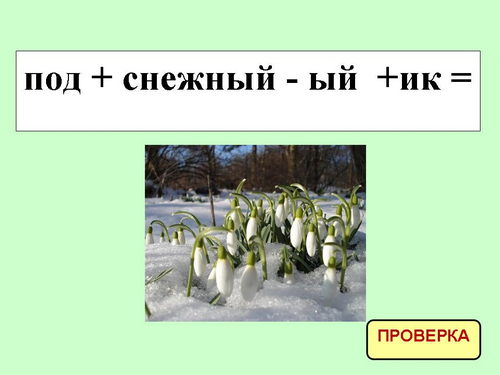 под + снежный - ый +ик =
ПРОВЕРКА